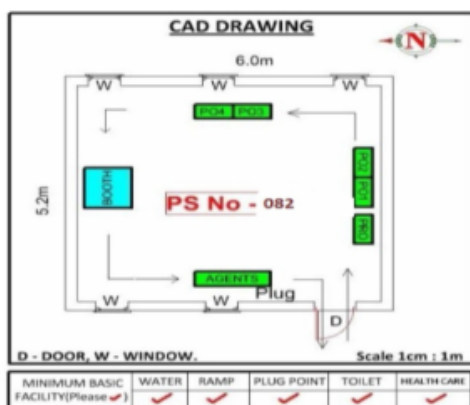 CAD DRAWING
N
6.0m
W W W
PO4 PO3
5.2m
BOOTH
PO2 PO1
PRO
PS No - 082
AGENTS
Plug
W W
D
D - DOOR, W - WINDOW. Scale 1cm : 1m
MINIMUM BASIC FACILITY(Please ✓) WATER RAMP PLUG POINT TOILET HEALTH CARE
✓ ✓ ✓ ✓ ✓